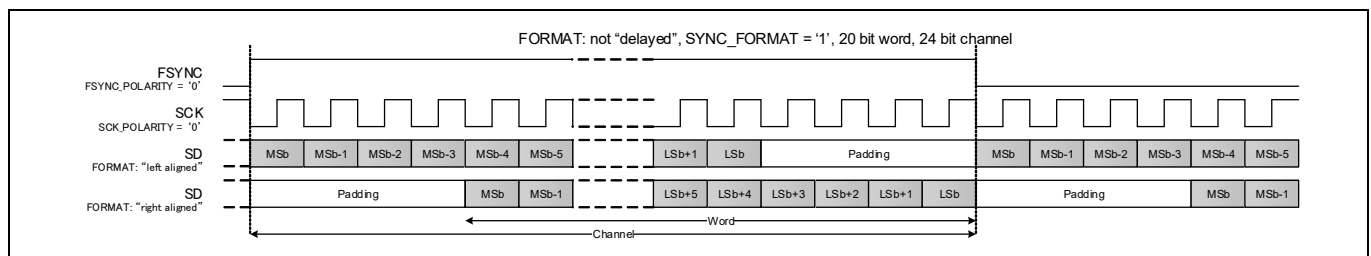 FORMAT: not “delayed”, SYNC_FORMAT = ‘1’, 20 bit word, 24 bit channel
FSYNC
FSYNC_POLARITY = ‘0’
SCK
SCK_POLARITY = ‘0’
SD
FORMAT: “left aligned”
MSb MSb-1 MSb-2 MSb-3 MSb-4 MSb-5 LSb+1 LSb Padding MSb MSb-1 MSb-2 MSb-3 MSb-4 MSb-5
SD
FORMAT: “right aligned”
Padding MSb MSb-1 LSb+5 LSb+4 LSb+3 LSb+2 LSb+1 LSb Padding MSb MSb-1
Word
Channel